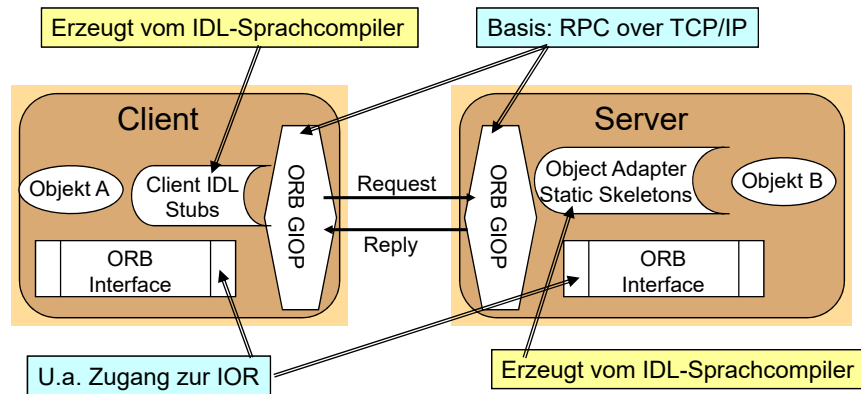 Erzeugt vom IDL-Sprachcompiler
Basis: RPC over TCP/IP
Client
Server
Objekt A
Client IDL
Stubs
ORB GIOP
Request
Reply
ORB GIOP
Object Adapter
Static Skeletons
Objekt B
ORB
Interface
ORB
Interface
U.a. Zugang zur IOR
Erzeugt vom IDL-Sprachcompiler